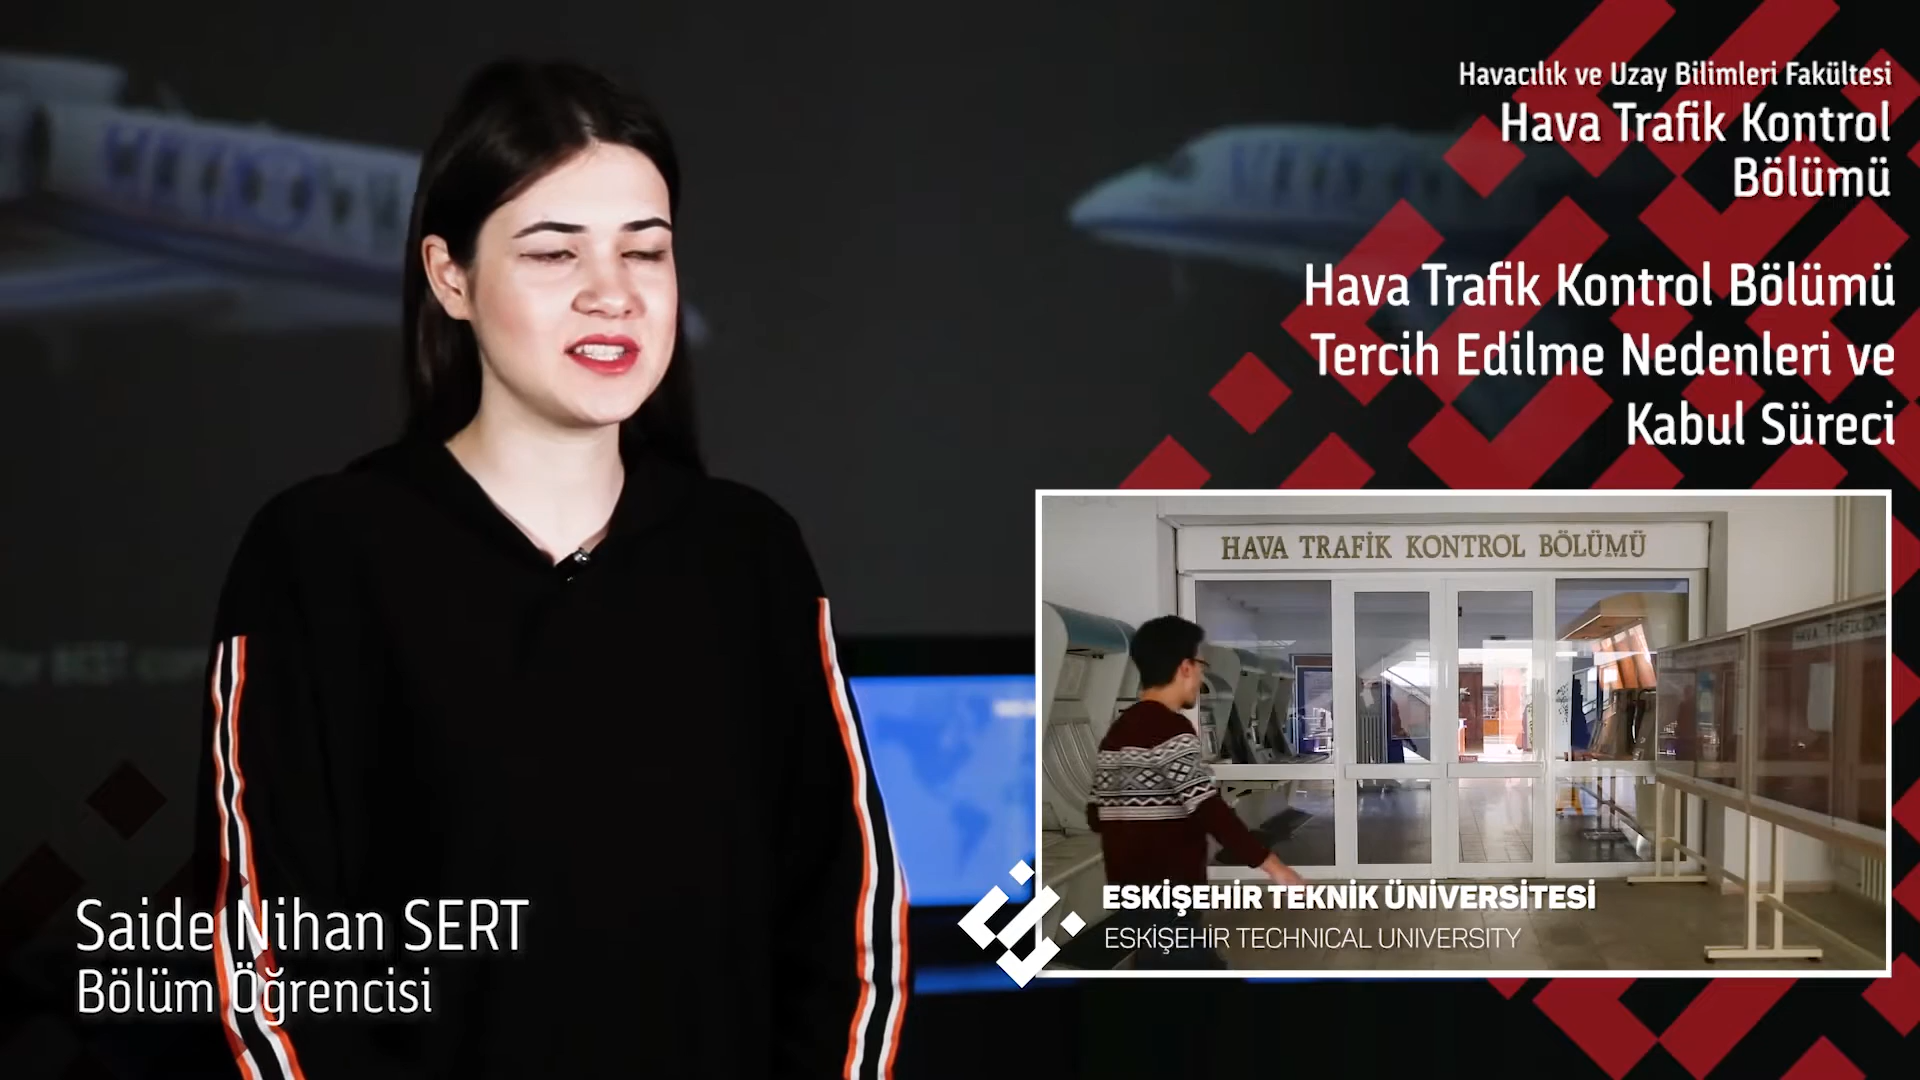 Havacılık ve Uzay Bilimleri Fakültesi
Hava Trafik Kontrol
Bölümü
Hava Trafik Kontrol Bölümü
Tercih Edilme Nedenleri ve
Kabul Süreci
HAVA TRAFİK KONTROL BÖLÜMÜ
ESKİŞEHİR TEKNİK ÜNİVERSİTESİ
ESKİŞEHİR TECHNICAL UNIVERSITY
Saide Nihan SERT
Bölüm Öğrencisi